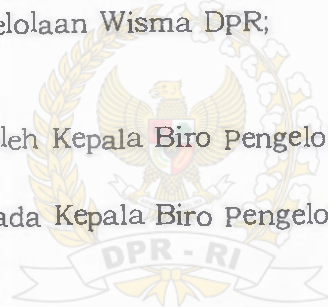 elolaan Wisma DpR;
leh Kepala Biro Pengelo
ada Kepala Biro Pengelo
DPR - RI